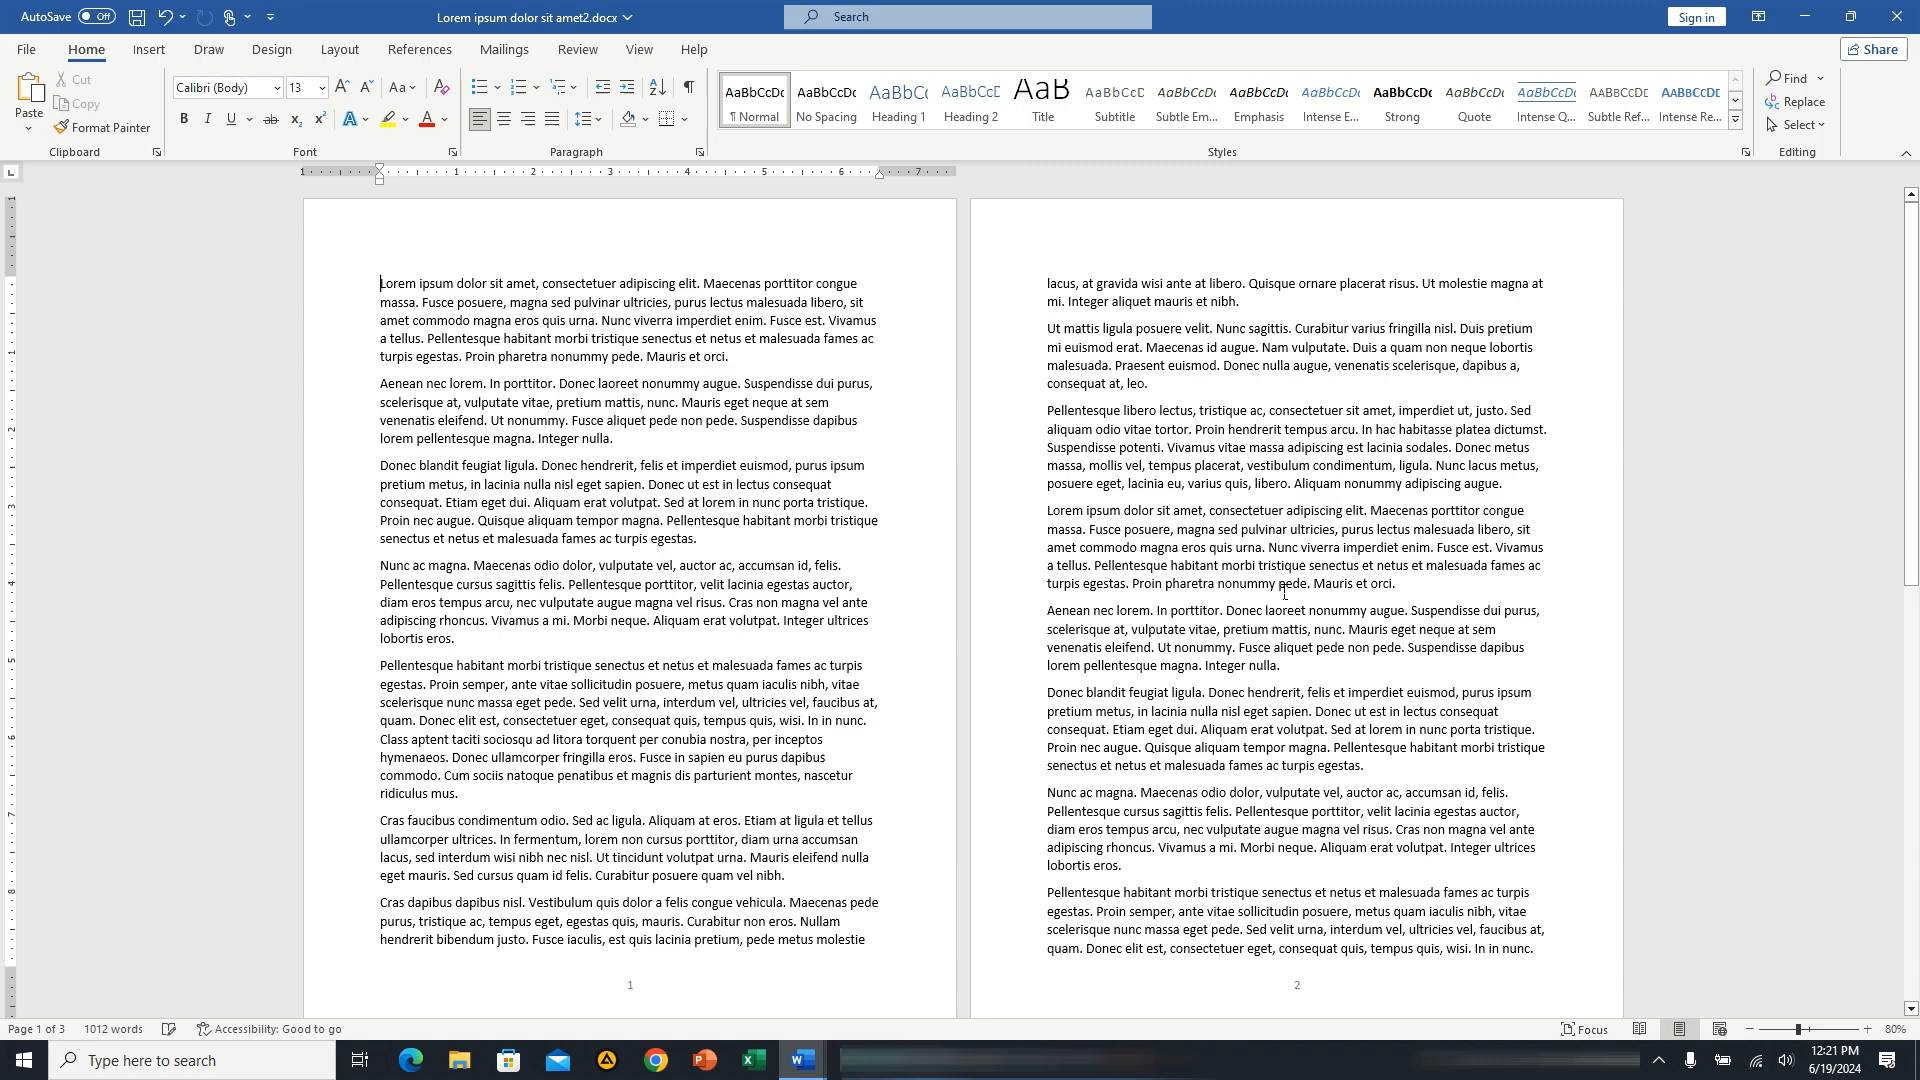 AutoSave Off
Lorem ipsum dolor sit amet2.docx
Search
Sign in
File Home Insert Draw Design Layout References Mailings Review View Help
Share
Paste
Cut
Copy
Format Painter
Clipboard
Calibri (Body) 13
Font
Paragraph
AaBbCcDc AaBbCcDc AaBbCc AaBbCcD AaB AaBbCcD AaBbCcDc AaBbCcDc AaBbCcDc AaBbCcDc AaBbCcDc AaBbCcDc AABBCCDC AABBCCDC
¶ Normal No Spacing Heading 1 Heading 2 Title Subtitle Subtle Em... Emphasis Intense E... Strong Quote Intense Q... Subtle Ref... Intense Re...
Styles
Find
Replace
Select
Editing
1 1 2 3 4 5 6 7
Lorem ipsum dolor sit amet, consectetuer adipiscing elit. Maecenas porttitor congue
massa. Fusce posuere, magna sed pulvinar ultricies, purus lectus malesuada libero, sit
amet commodo magna eros quis urna. Nunc viverra imperdiet enim. Fusce est. Vivamus
a tellus. Pellentesque habitant morbi tristique senectus et netus et malesuada fames ac
turpis egestas. Proin pharetra nonummy pede. Mauris et orci.
Aenean nec lorem. In porttitor. Donec laoreet nonummy augue. Suspendisse dui purus,
scelerisque at, vulputate vitae, pretium mattis, nunc. Mauris eget neque at sem
venenatis eleifend. Ut nonummy. Fusce aliquet pede non pede. Suspendisse dapibus
lorem pellentesque magna. Integer nulla.
Donec blandit feugiat ligula. Donec hendrerit, felis et imperdiet euismod, purus ipsum
pretium metus, in lacinia nulla nisl eget sapien. Donec ut est in lectus consequat
consequat. Etiam eget dui. Aliquam erat volutpat. Sed at lorem in nunc porta tristique.
Proin nec augue. Quisque aliquam tempor magna. Pellentesque habitant morbi tristique
senectus et netus et malesuada fames ac turpis egestas.
Nunc ac magna. Maecenas odio dolor, vulputate vel, auctor ac, accumsan id, felis.
Pellentesque cursus sagittis felis. Pellentesque porttitor, velit lacinia egestas auctor,
diam eros tempus arcu, nec vulputate augue magna vel risus. Cras non magna vel ante
adipiscing rhoncus. Vivamus a mi. Morbi neque. Aliquam erat volutpat. Integer ultrices
lobortis eros.
Pellentesque habitant morbi tristique senectus et netus et malesuada fames ac turpis
egestas. Proin semper, ante vitae sollicitudin posuere, metus quam iaculis nibh, vitae
scelerisque nunc massa eget pede. Sed velit urna, interdum vel, ultricies vel, faucibus at,
quam. Donec elit est, consectetuer eget, consequat quis, tempus quis, wisi. In in nunc.
Class aptent taciti sociosqu ad litora torquent per conubia nostra, per inceptos
hymenaeos. Donec ullamcorper fringilla eros. Fusce in sapien eu purus dapibus
commodo. Cum sociis natoque penatibus et magnis dis parturient montes, nascetur
ridiculus mus.
Cras faucibus condimentum odio. Sed ac ligula. Aliquam at eros. Etiam at ligula et tellus
ullamcorper ultrices. In fermentum, lorem non cursus porttitor, diam urna accumsan
lacus, sed interdum wisi nibh nec nisl. Ut tincidunt volutpat urna. Mauris eleifend nulla
eget mauris. Sed cursus quam id felis. Curabitur posuere quam vel nibh.
Cras dapibus dapibus nisl. Vestibulum quis dolor a felis congue vehicula. Maecenas pede
purus, tristique ac, tempus eget, egestas quis, mauris. Curabitur non eros. Nullam
hendrerit bibendum justo. Fusce iaculis, est quis lacinia pretium, pede metus molestie
1
lacus, at gravida wisi ante at libero. Quisque ornare placerat risus. Ut molestie magna at
mi. Integer aliquet mauris et nibh.
Ut mattis ligula posuere velit. Nunc sagittis. Curabitur varius fringilla nisl. Duis pretium
mi euismod erat. Maecenas id augue. Nam vulputate. Duis a quam non neque lobortis
malesuada. Praesent euismod. Donec nulla augue, venenatis scelerisque, dapibus a,
consequat at, leo.
Pellentesque libero lectus, tristique ac, consectetuer sit amet, imperdiet ut, justo. Sed
aliquam odio vitae tortor. Proin hendrerit tempus arcu. In hac habitasse platea dictumst.
Suspendisse potenti. Vivamus vitae massa adipiscing est lacinia sodales. Donec metus
massa, mollis vel, tempus placerat, vestibulum condimentum, ligula. Nunc lacus metus,
posuere eget, lacinia eu, varius quis, libero. Aliquam nonummy adipiscing augue.
Lorem ipsum dolor sit amet, consectetuer adipiscing elit. Maecenas porttitor congue
massa. Fusce posuere, magna sed pulvinar ultricies, purus lectus malesuada libero, sit
amet commodo magna eros quis urna. Nunc viverra imperdiet enim. Fusce est. Vivamus
a tellus. Pellentesque habitant morbi tristique senectus et netus et malesuada fames ac
turpis egestas. Proin pharetra nonummy pede. Mauris et orci.
Aenean nec lorem. In porttitor. Donec laoreet nonummy augue. Suspendisse dui purus,
scelerisque at, vulputate vitae, pretium mattis, nunc. Mauris eget neque at sem
venenatis eleifend. Ut nonummy. Fusce aliquet pede non pede. Suspendisse dapibus
lorem pellentesque magna. Integer nulla.
Donec blandit feugiat ligula. Donec hendrerit, felis et imperdiet euismod, purus ipsum
pretium metus, in lacinia nulla nisl eget sapien. Donec ut est in lectus consequat
consequat. Etiam eget dui. Aliquam erat volutpat. Sed at lorem in nunc porta tristique.
Proin nec augue. Quisque aliquam tempor magna. Pellentesque habitant morbi tristique
senectus et netus et malesuada fames ac turpis egestas.
Nunc ac magna. Maecenas odio dolor, vulputate vel, auctor ac, accumsan id, felis.
Pellentesque cursus sagittis felis. Pellentesque porttitor, velit lacinia egestas auctor,
diam eros tempus arcu, nec vulputate augue magna vel risus. Cras non magna vel ante
adipiscing rhoncus. Vivamus a mi. Morbi neque. Aliquam erat volutpat. Integer ultrices
lobortis eros.
Pellentesque habitant morbi tristique senectus et netus et malesuada fames ac turpis
egestas. Proin semper, ante vitae sollicitudin posuere, metus quam iaculis nibh, vitae
scelerisque nunc massa eget pede. Sed velit urna, interdum vel, ultricies vel, faucibus at,
quam. Donec elit est, consectetuer eget, consequat quis, tempus quis, wisi. In in nunc.
2
Page 1 of 3 1012 words Accessibility: Good to go
Focus 80%
Type here to search
12:21 PM
6/19/2024